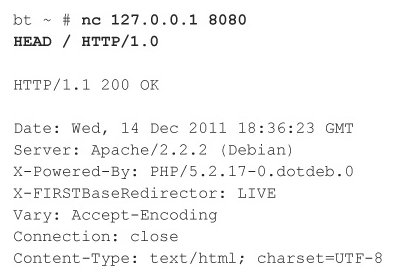 bt ~ # nc 127.0.0.1 8080
HEAD / HTTP/1.0
HTTP/1.1 200 OK
Date: Wed, 14 Dec 2011 18:36:23 GMT
Server: Apache/2.2.2 (Debian)
X-Powered-By: PHP/5.2.17-0.dotdeb.0
X-FIRSTBaseRedirector: LIVE
Vary: Accept-Encoding
Connection: close
Content-Type: text/html; charset=UTF-8